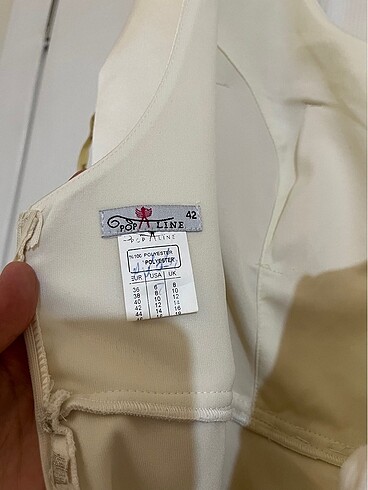 POP A LINE 42
POP A LINE
%100 POLYESTER
POLYESTER
EUR USA UK
36 6 8
38 8 10
40 10 12
42 12 14
44 14 16